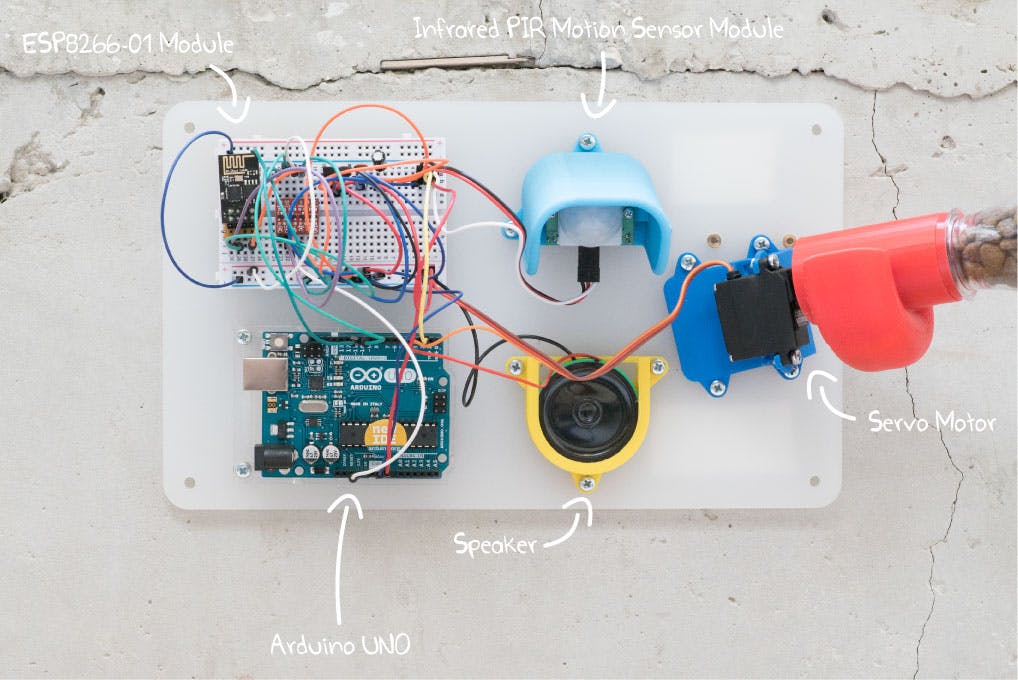 Infrared PIR Motion Sensor Module
ESP8266-01 Module
UNO
ARDUINO
MADE IN ITALY
Servo Motor
Speaker
Arduino UNO